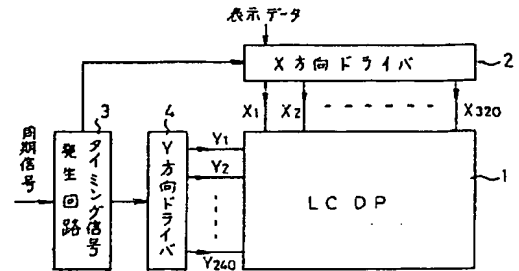 表示データ
X方向ドライバ
2
X1
X2
X320
3
4
同期信号
タイミング信号
発生回路
Y方向ドライバ
Y1
Y2
Y240
LCDP
1